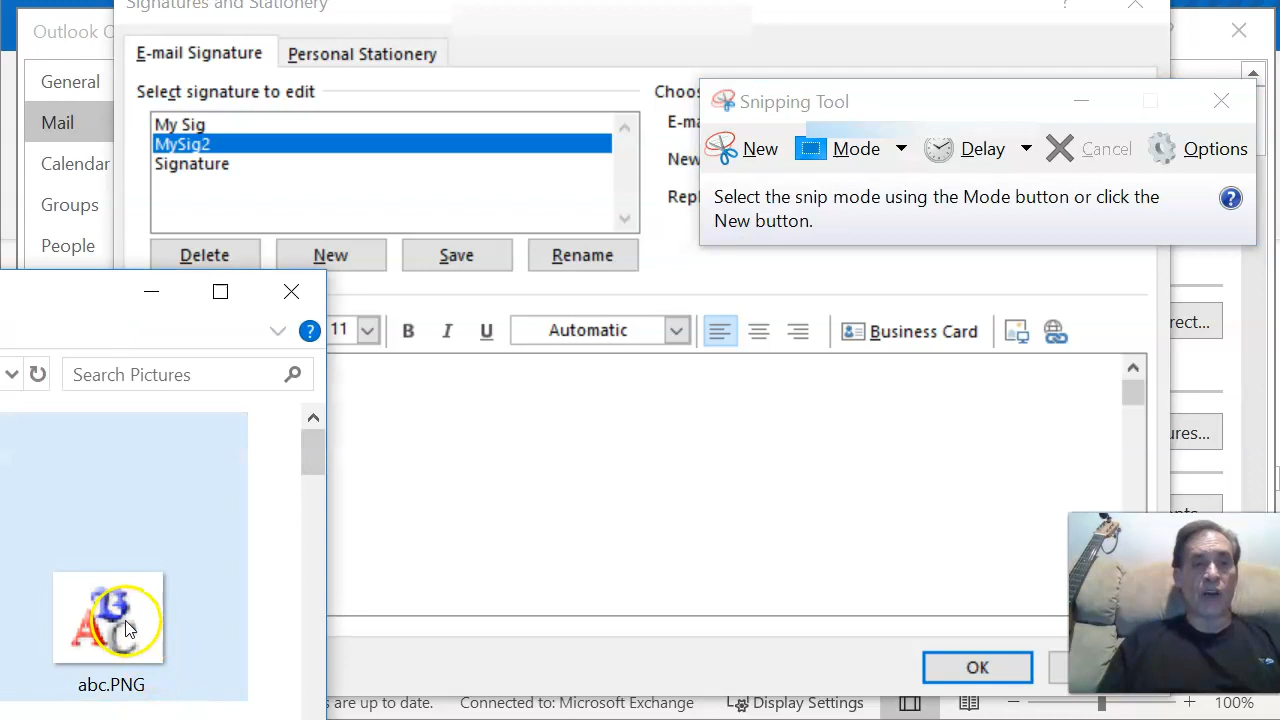 Signatures and Stationery
Outlook O
E-mail Signature
Personal Stationery
General
Mail
Calendar
Groups
People
Select signature to edit
My Sig
MySig2
Signature
Delete
New
Save
Rename
Choos
E-ma
New
Repl
Snipping Tool
New
Mode
Delay
Cancel
Options
Select the snip mode using the Mode button or click the
New button.
11
B
I
U
Automatic
Business Card
rect...
ures...
Search Pictures
ABC
abc.PNG
OK
s are up to date.
Connected to: Microsoft Exchange
Display Settings
100%